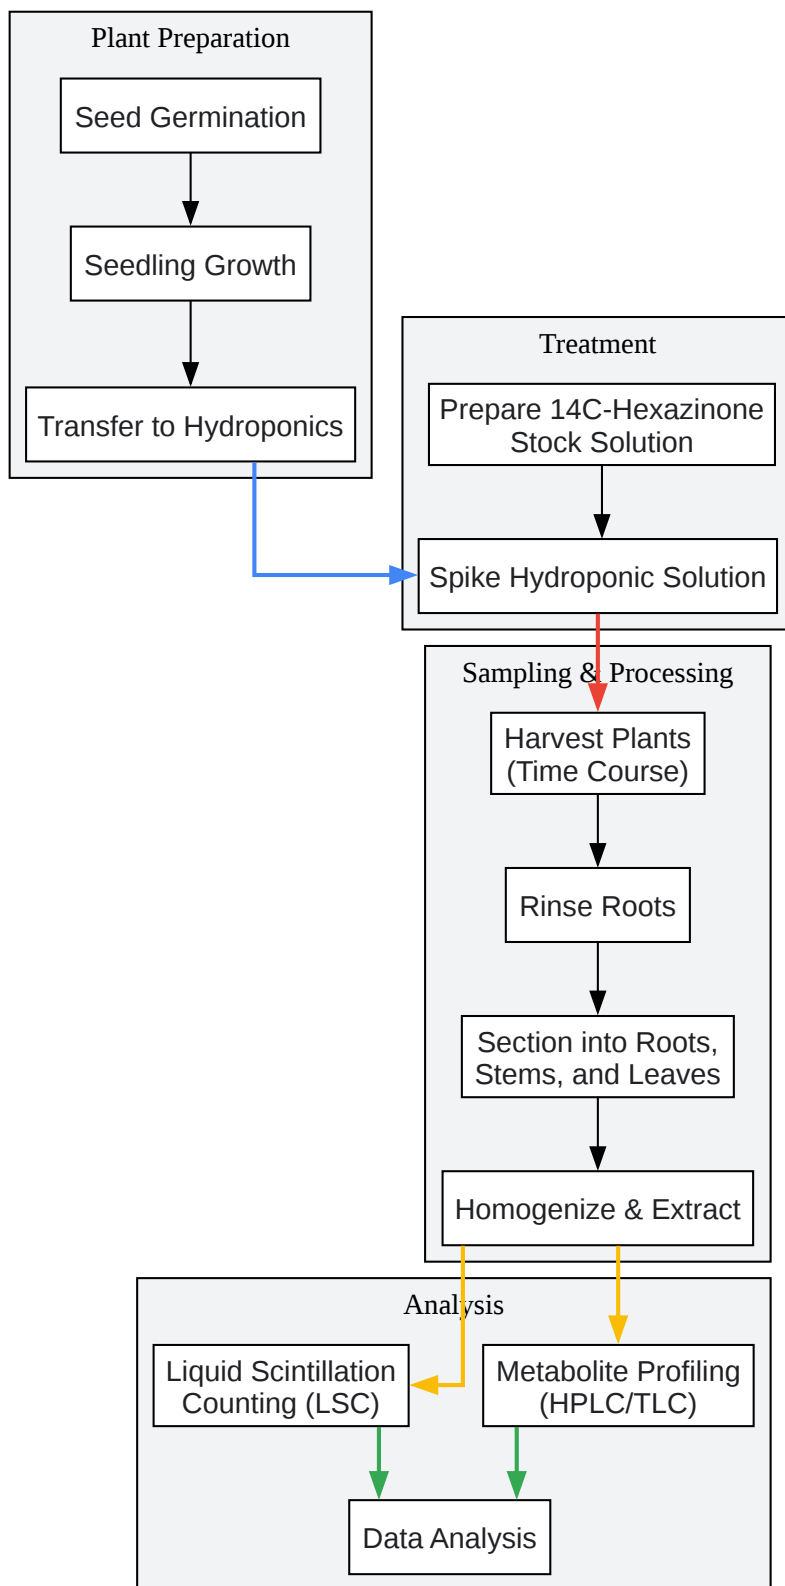 Plant Preparation
Seed Germination
Seedling Growth
Transfer to Hydroponics
Treatment
Prepare 14C-Hexazinone
Stock Solution
Spike Hydroponic Solution
Sampling & Processing
Harvest Plants
(Time Course)
Rinse Roots
Section into Roots,
Stems, and Leaves
Homogenize & Extract
Analysis
Liquid Scintillation
Counting (LSC)
Metabolite Profiling
(HPLC/TLC)
Data Analysis